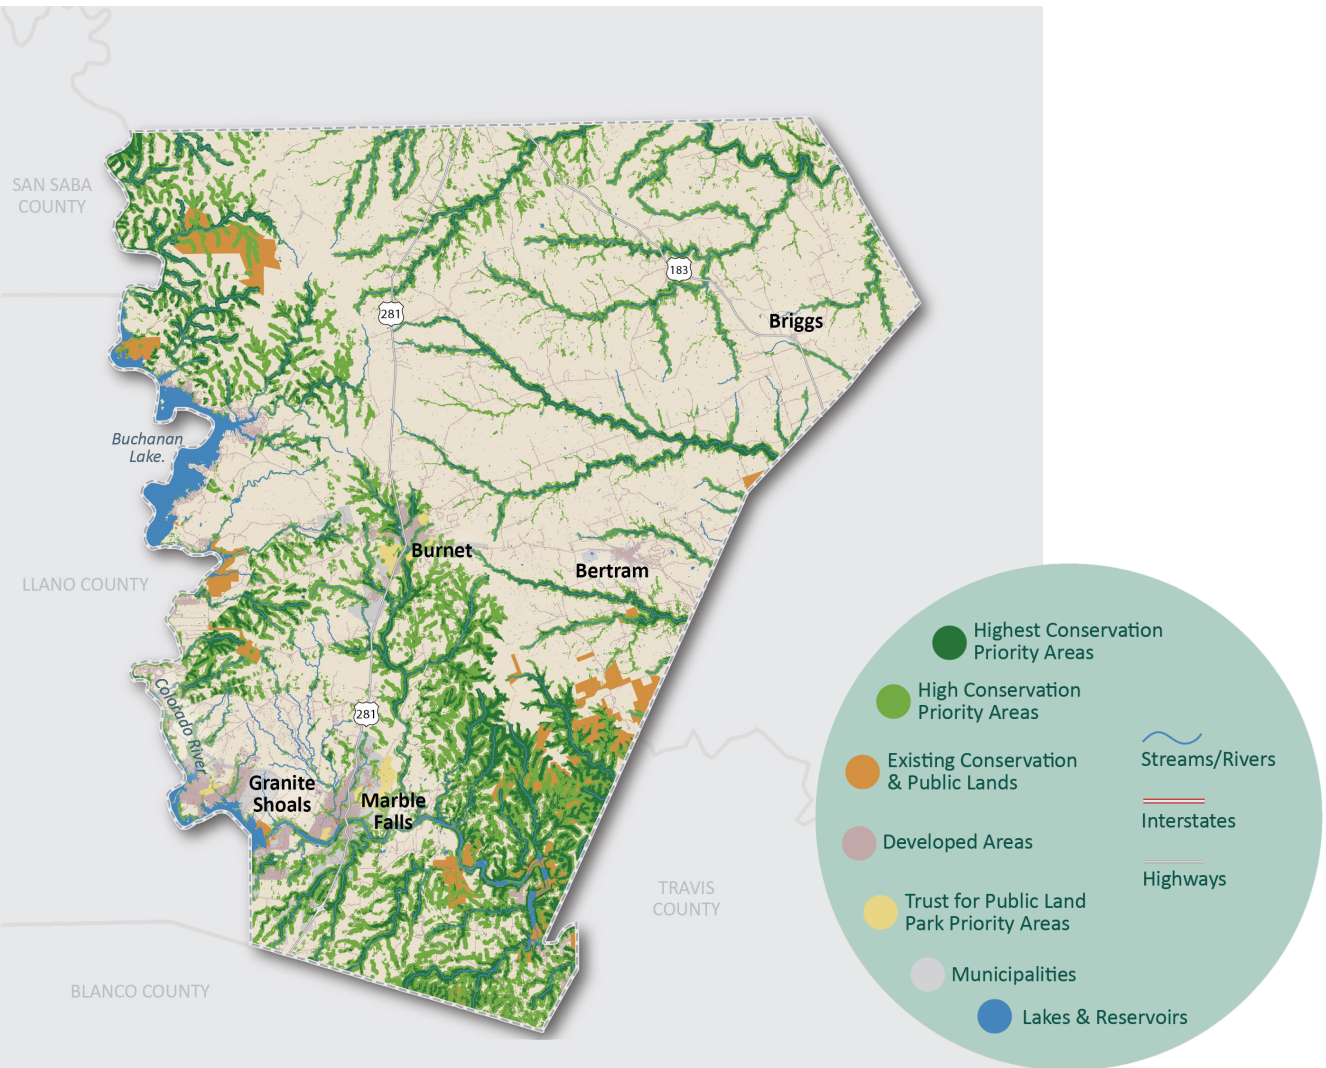 SAN SABA
COUNTY
183
281
Briggs
Buchanan
Lake.
Burnet
Bertram
LLANO COUNTY
Colorado River
281
Granite
Shoals
Marble
Falls
TRAVIS
COUNTY
BLANCO COUNTY
Highest Conservation
Priority Areas
High Conservation
Priority Areas
Existing Conservation
& Public Lands
Developed Areas
Trust for Public Land
Park Priority Areas
Municipalities
Lakes & Reservoirs
Streams/Rivers
Interstates
Highways